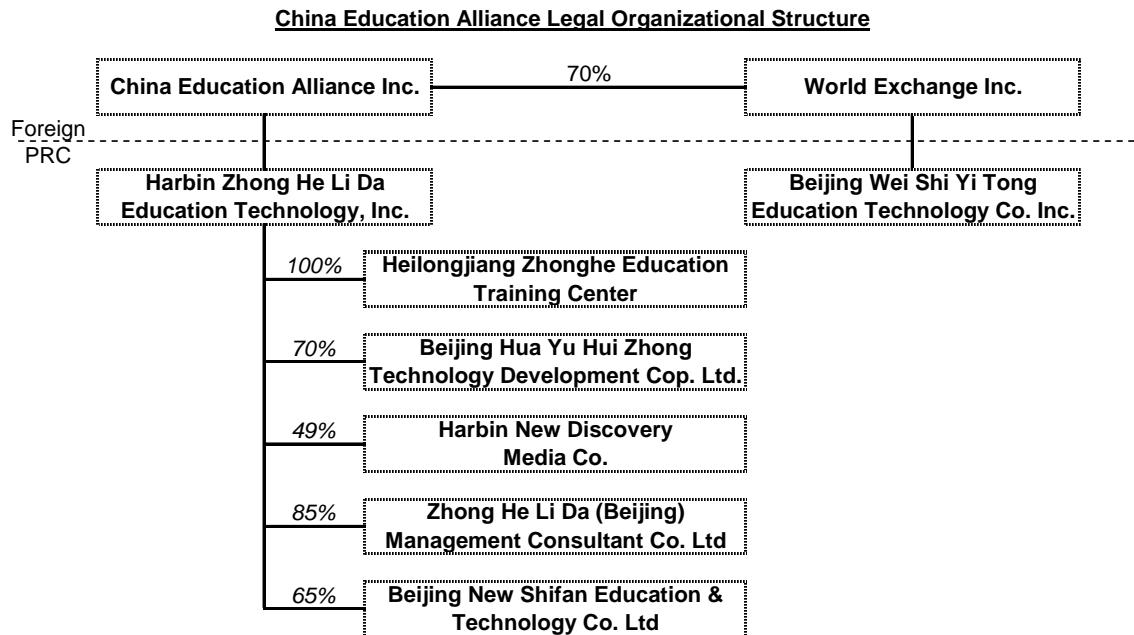 China Education Alliance Legal Organizational Structure
China Education Alliance Inc.
70%
World Exchange Inc.
Foreign
PRC
Harbin Zhong He Li Da
Education Technology, Inc.
Beijing Wei Shi Yi Tong
Education Technology Co. Inc.
100%
Heilongjiang Zhonghe Education
Training Center
70%
Beijing Hua Yu Hui Zhong
Technology Development Cop. Ltd.
49%
Harbin New Discovery
Media Co.
85%
Zhong He Li Da (Beijing)
Management Consultant Co. Ltd
65%
Beijing New Shifan Education &
Technology Co. Ltd